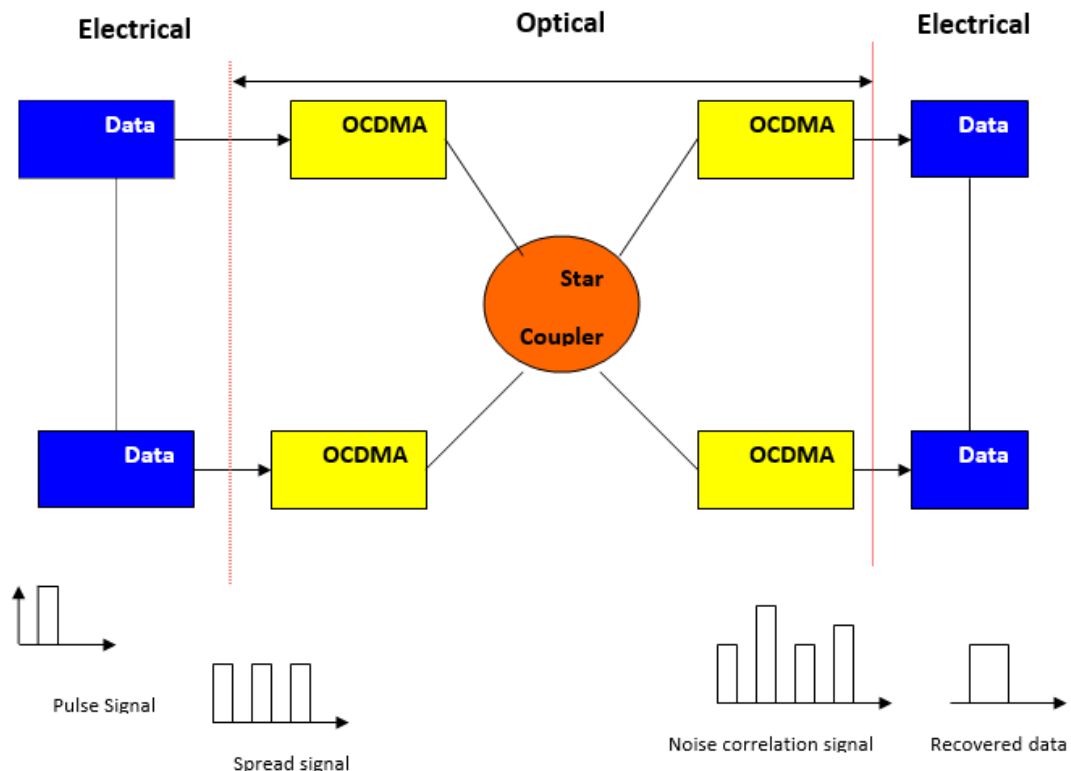 Electrical
Optical
Electrical
Data
OCDMA
OCDMA
Data
Star
Coupler
Data
OCDMA
OCDMA
Data
Pulse Signal
Spread signal
Noise correlation signal
Recovered data